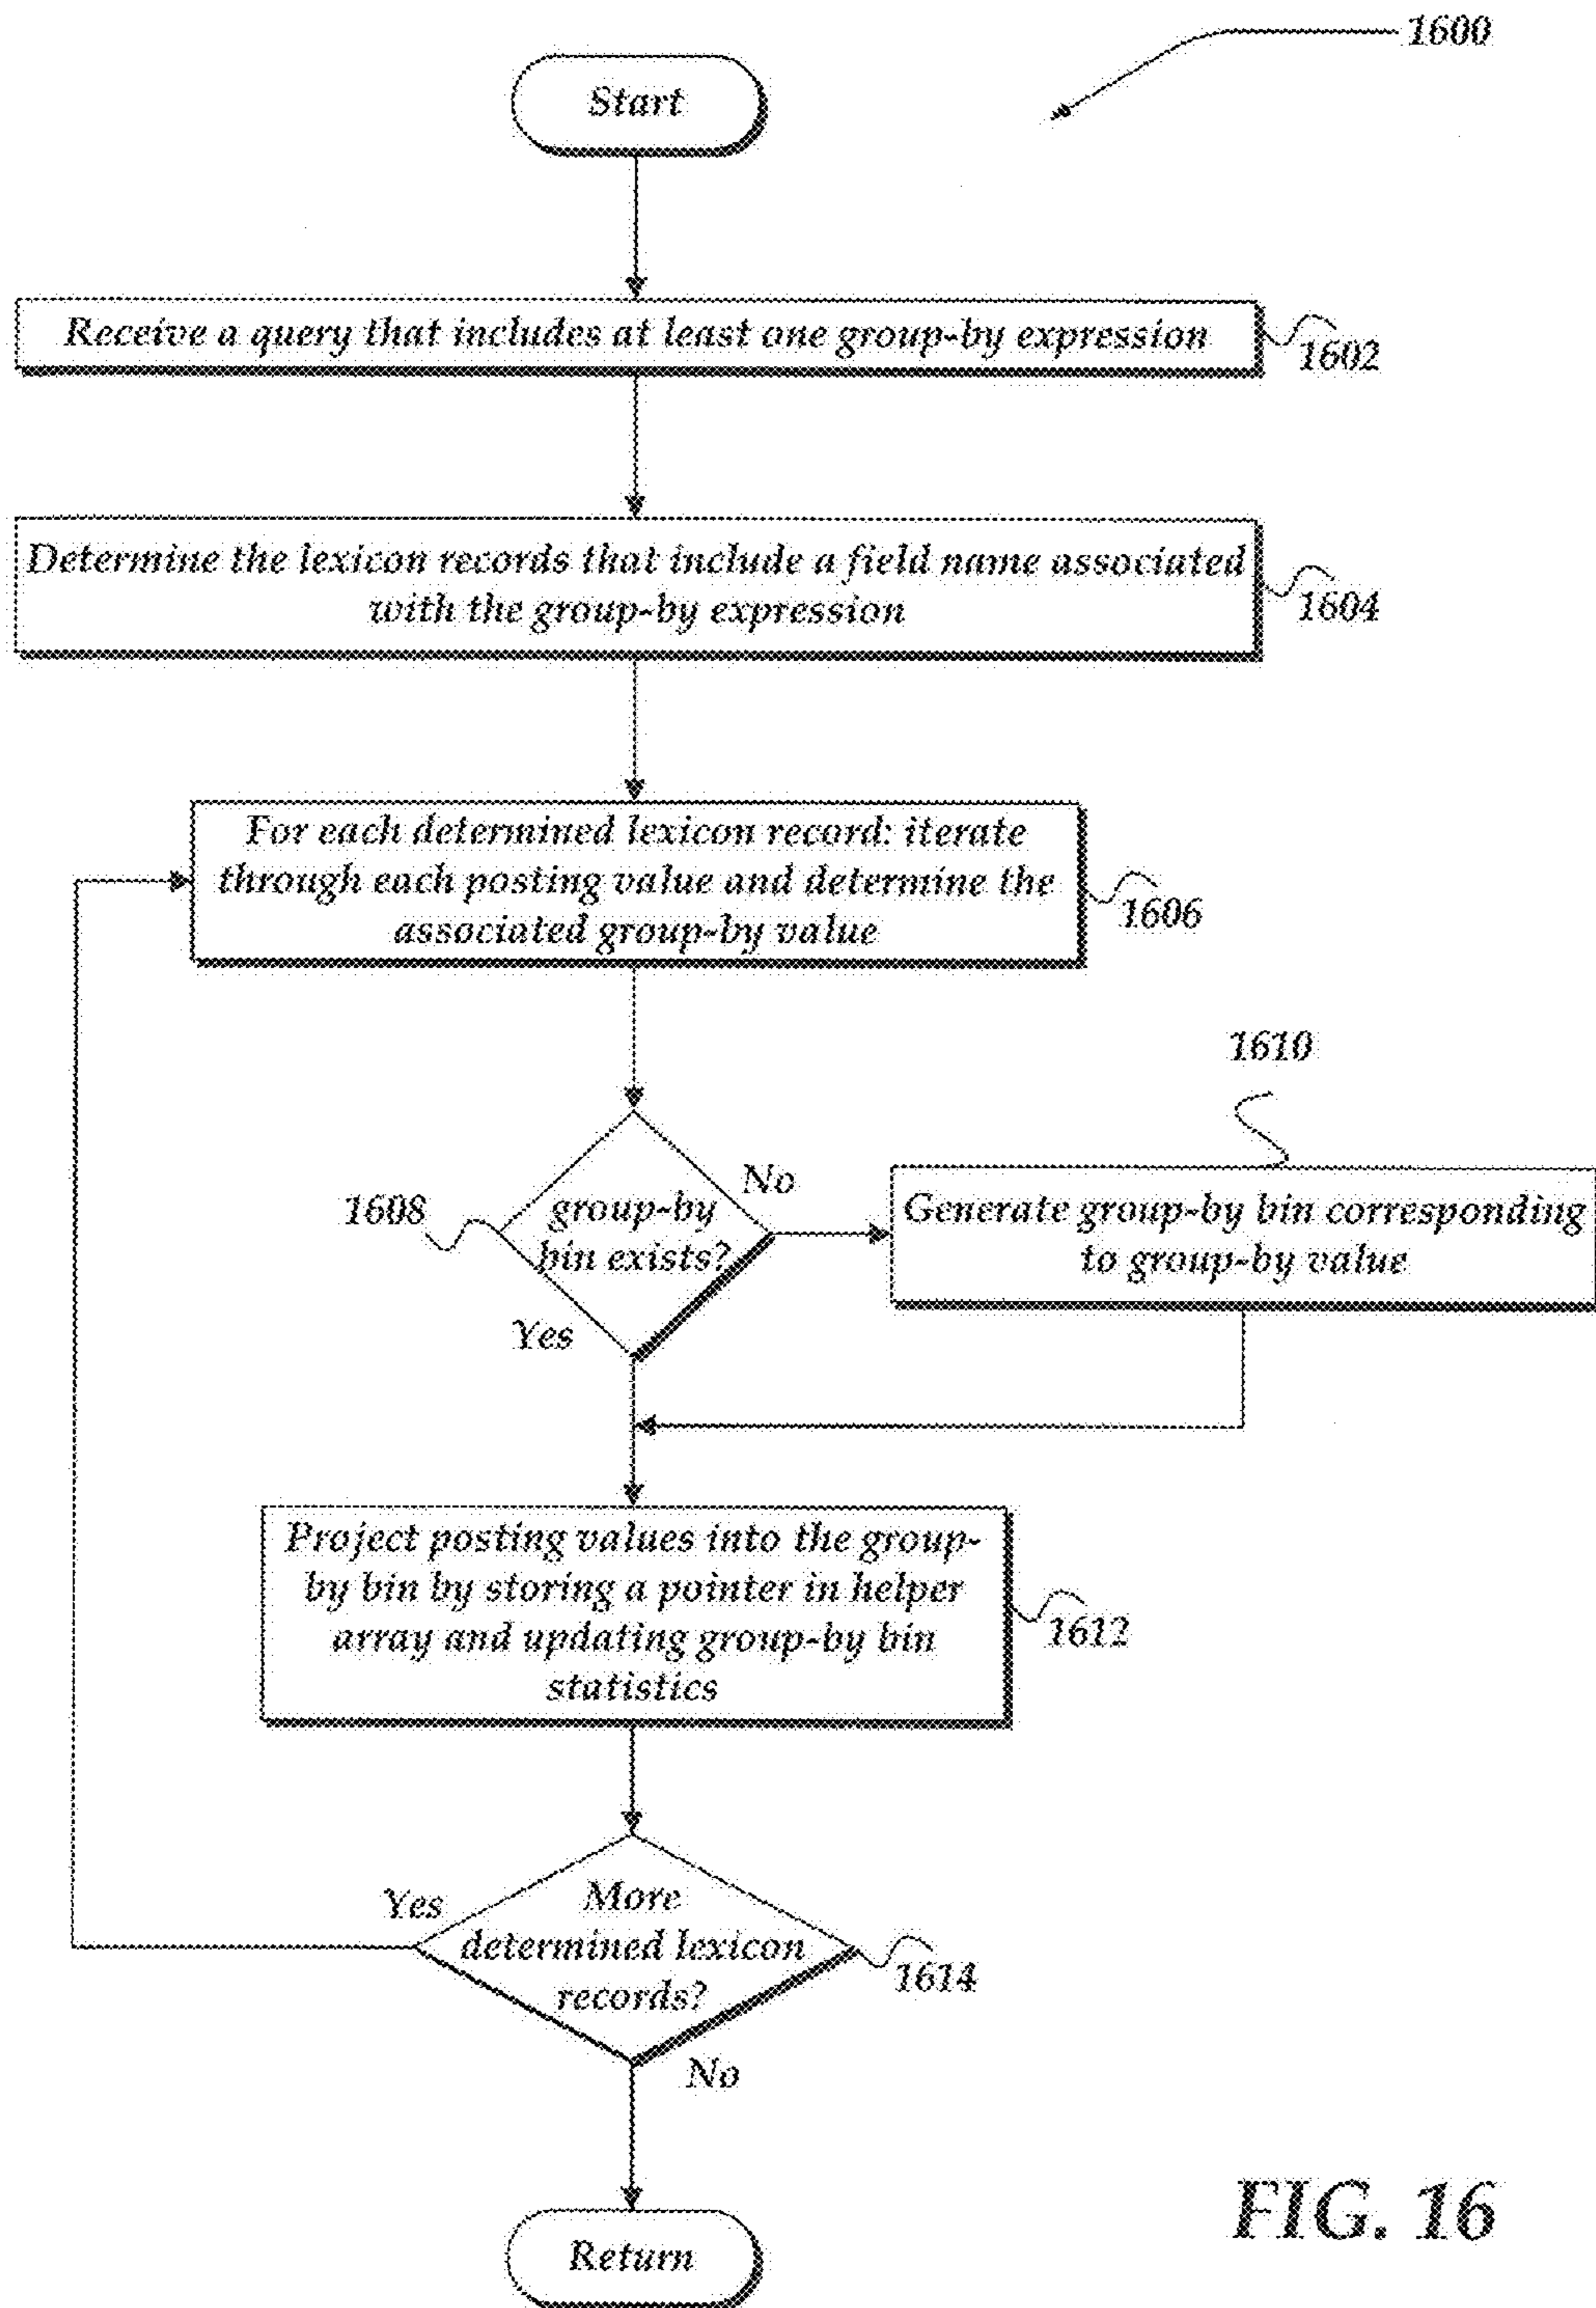 1600
Start
Receive a query that includes at least one group-by expression
1602
Determine the lexicon records that include a field name associated
with the group-by expression
1604
For each determined lexicon record: iterate
through each posting value and determine the
associated group-by value
1606
1608
group-by
bin exists?
No
Yes
1610
Generate group-by bin corresponding
to group-by value
Project posting values into the group-
by bin by storing a pointer in helper
array and updating group-by bin
statistics
1612
Yes
More
determined lexicon
records?
1614
No
Return
FIG. 16